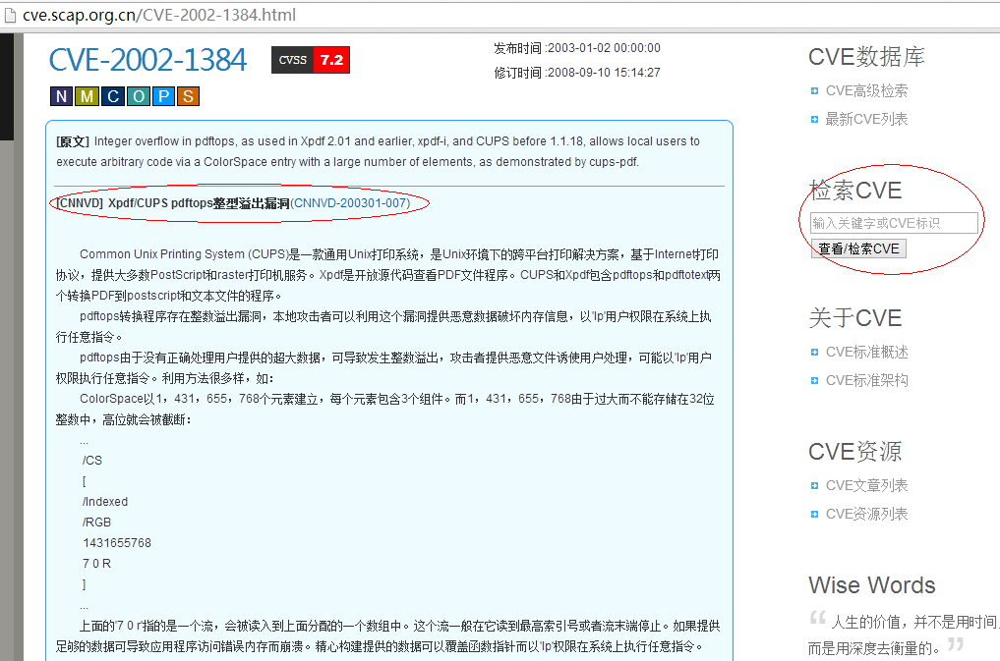 cve.scap.org.cn/CVE-2002-1384.html
CVE-2002-1384
CVSS 7.2
发布时间 :2003-01-02 00:00:00
修订时间 :2008-09-10 15:14:27
N M C O P S
[原文] Integer overflow in pdftops, as used in Xpdf 2.01 and earlier, xpdf-i, and CUPS before 1.1.18, allows local users to
execute arbitrary code via a ColorSpace entry with a large number of elements, as demonstrated by cups-pdf.
[CNNVD] Xpdf/CUPS pdftops整型溢出漏洞(CNNVD-200301-007)
Common Unix Printing System (CUPS)是一款通用Unix打印系统，是Unix环境下的跨平台打印解决方案，基于Internet打印
协议，提供大多数PostScript和raster打印机服务。Xpdf是开放源代码查看PDF文件程序。CUPS和Xpdf包含pdftops和pdftotext两
个转换PDF到postscript和文本文件的程序。
pdftops转换程序存在整数溢出漏洞，本地攻击者可以利用这个漏洞提供恶意数据破坏内存信息，以'lp'用户权限在系统上执
行任意指令。
pdftops由于没有正确处理用户提供的超大数据，可导致发生整数溢出，攻击者提供恶意文件诱使用户处理，可能以'lp'用户
权限执行任意指令。利用方法很多样，如：
ColorSpace以1，431，655，768个元素建立，每个元素包含3个组件。而1，431，655，768由于过大而不能存储在32位
整数中，高位就会被截断：
...
/CS
[
/Indexed
/RGB
1431655768
7 0 R
]
...
上面的'7 0 r'指的是一个流，会被读入到上面分配的一个数组中。这个流一般在它读到最高索引号或者流末端停止。如果提供
足够的数据可导致应用程序访问错误内存而崩溃。精心构建提供的数据可以覆盖函数指针而以'lp'权限在系统上执行任意指令。
CVE数据库
CVE高级检索
最新CVE列表
检索CVE
输入关键字或CVE标识
查看/检索CVE
关于CVE
CVE标准概述
CVE标准架构
CVE资源
CVE文章列表
CVE资源列表
Wise Words
“ 人生的价值，并不是用时间，
而是用深度去衡量的。 ”